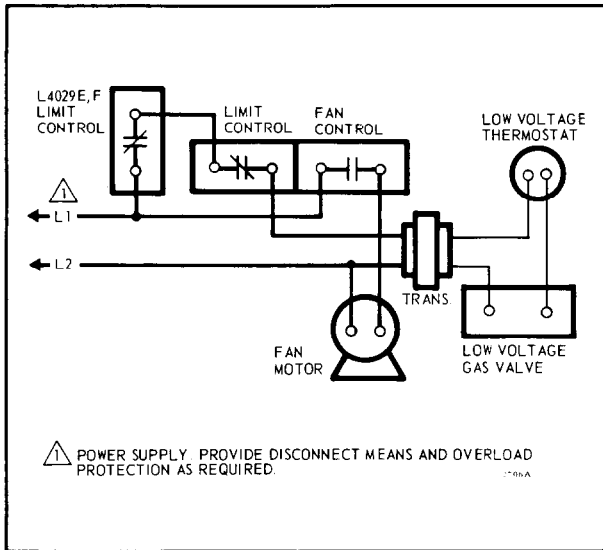 L4029E,F
LIMIT
CONTROL
LIMIT
CONTROL
FAN
CONTROL
LOW VOLTAGE
THERMOSTAT
1
L1
L2
TRANS.
FAN
MOTOR
LOW VOLTAGE
GAS VALVE
1 POWER SUPPLY. PROVIDE DISCONNECT MEANS AND OVERLOAD
PROTECTION AS REQUIRED.